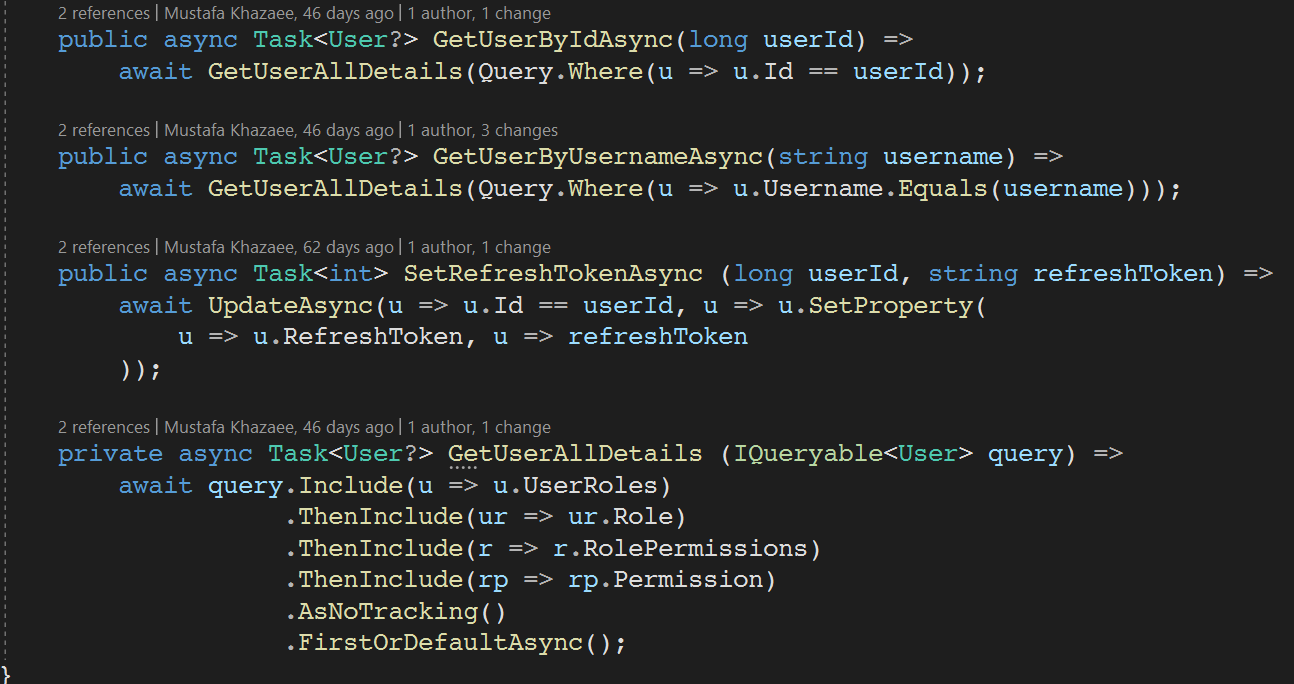 2 references | Mustafa Khazaee, 46 days ago | 1 author, 1 change
public async Task<User?> GetUserByIdAsync(long userId) =>
    await GetUserAllDetails(Query.Where(u => u.Id == userId));
2 references | Mustafa Khazaee, 46 days ago | 1 author, 3 changes
public async Task<User?> GetUserByUsernameAsync(string username) =>
    await GetUserAllDetails(Query.Where(u => u.Username.Equals(username)));
2 references | Mustafa Khazaee, 62 days ago | 1 author, 1 change
public async Task<int> SetRefreshTokenAsync (long userId, string refreshToken) =>
    await UpdateAsync(u => u.Id == userId, u => u.SetProperty(
        u => u.RefreshToken, u => refreshToken
    ));
2 references | Mustafa Khazaee, 46 days ago | 1 author, 1 change
private async Task<User?> GetUserAllDetails (IQueryable<User> query) =>
    await query.Include(u => u.UserRoles)
               .ThenInclude(ur => ur.Role)
               .ThenInclude(r => r.RolePermissions)
               .ThenInclude(rp => rp.Permission)
               .AsNoTracking()
               .FirstOrDefaultAsync();
}